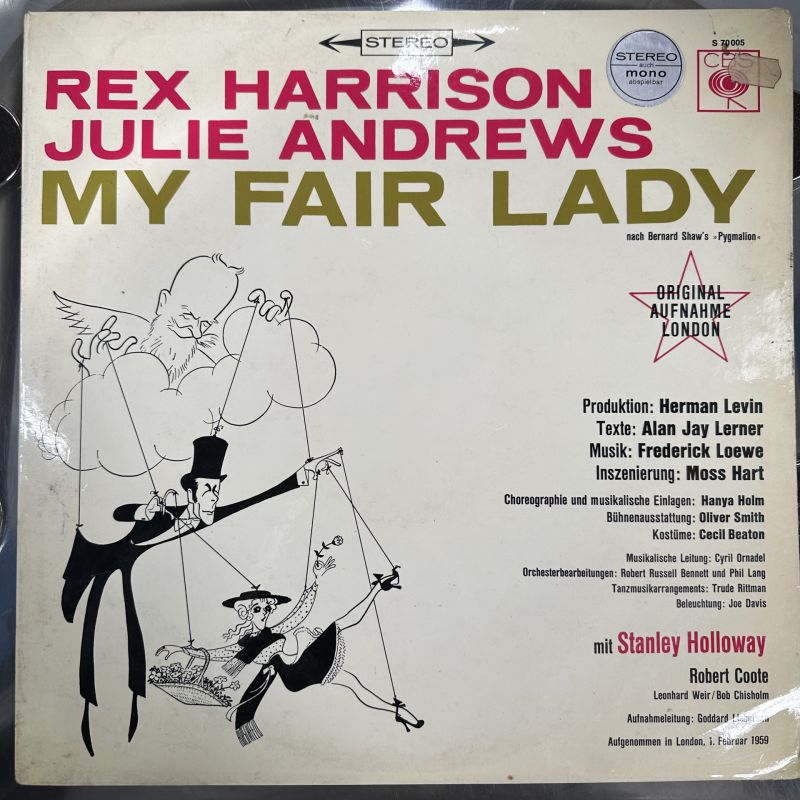 STEREO
STEREO
auch
mono
abspielbar
S 70 005
CBS
REX HARRISON
JULIE ANDREWS
MY FAIR LADY
nach Bernard Shaw's »Pygmalion«
ORIGINAL
AUFNAHME
LONDON
Produktion: Herman Levin
Texte: Alan Jay Lerner
Musik: Frederick Loewe
Inszenierung: Moss Hart
Choreographie und musikalische Einlagen: Hanya Holm
Bühnenausstattung: Oliver Smith
Kostüme: Cecil Beaton
Musikalische Leitung: Cyril Ornadel
Orchesterbearbeitungen: Robert Russell Bennett und Phil Lang
Tanzmusikarrangements: Trude Rittman
Beleuchtung: Joe Davis
mit Stanley Holloway
Robert Coote
Leonhard Weir/Bob Chisholm
Aufnahmeleitung: Goddard Lieberson
Aufgenommen in London, 1. Februar 1959